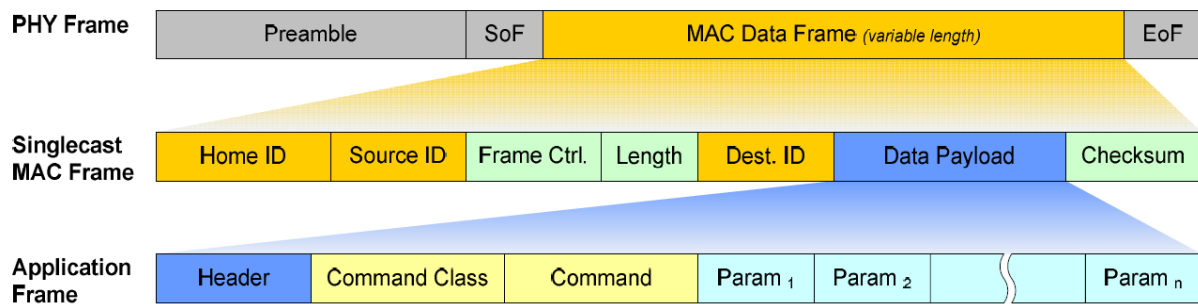 PHY Frame Preamble SoF MAC Data Frame (variable length) EoF
Singlecast
MAC Frame
Home ID Source ID Frame Ctrl. Length Dest. ID Data Payload Checksum
Application
Frame
Header Command Class Command Param 1 Param 2 Param n